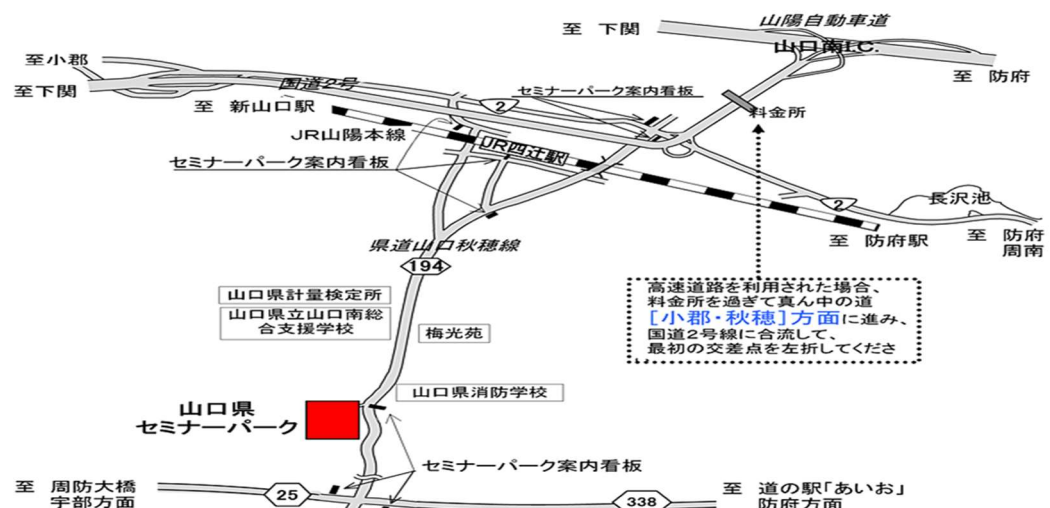 山陽自動車道
至 下関
山口南I.C.
至 防府
至小郡
至下関
国道2号
至 新山口駅
2
セミナーパーク案内看板
料金所
JR山陽本線
JR四辻駅
セミナーパーク案内看板
2
長沢池
至 防府駅
至 防府
周南
県道山口秋穂線
194
高速道路を利用された場合、
料金所を過ぎて真ん中の道
[小郡・秋穂]方面に進み、
国道2号線に合流して、
最初の交差点を左折してくださ
山口県計量検定所
山口県立山口南総
合支援学校
梅光苑
山口県消防学校
山口県
セミナーパーク
セミナーパーク案内看板
至 周防大橋
宇部方面
25
338
至 道の駅「あいお」
防府方面